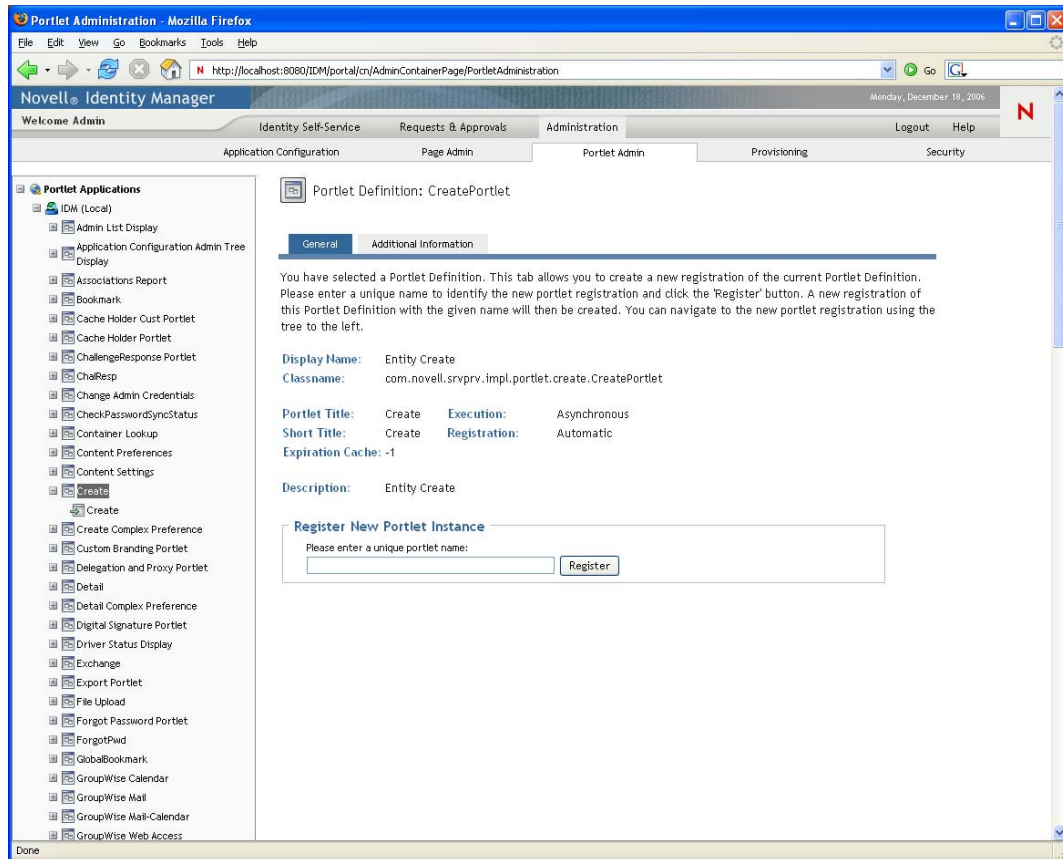 Portlet Administration - Mozilla Firefox
File Edit View Go Bookmarks Tools Help
N http://localhost:8080/IDM/portal/cn/AdminContainerPage/PortletAdministration Go G
Novell® Identity Manager Monday, December 18, 2006
Welcome Admin Identity Self-Service Requests & Approvals Administration Logout Help N
Application Configuration Page Admin Portlet Admin Provisioning Security
Portlet Applications
IDM (Local)
Admin List Display
Application Configuration Admin Tree
Display
Associations Report
Bookmark
Cache Holder Cust Portlet
Cache Holder Portlet
ChallengeResponse Portlet
ChalResp
Change Admin Credentials
CheckPasswordSyncStatus
Container Lookup
Content Preferences
Content Settings
Create
Create
Create Complex Preference
Custom Branding Portlet
Delegation and Proxy Portlet
Detail
Detail Complex Preference
Digital Signature Portlet
Driver Status Display
Exchange
Export Portlet
File Upload
Forgot Password Portlet
ForgotPwd
GlobalBookmark
GroupWise Calendar
GroupWise Mail
GroupWise Mail-Calendar
GroupWise Web Access
Portlet Definition: CreatePortlet
General Additional Information
You have selected a Portlet Definition. This tab allows you to create a new registration of the current Portlet Definition.
Please enter a unique name to identify the new portlet registration and click the 'Register' button. A new registration of
this Portlet Definition with the given name will then be created. You can navigate to the new portlet registration using the
tree to the left.
Display Name: Entity Create
Classname: com.novell.srvprv.impl.portlet.create.CreatePortlet
Portlet Title: Create Execution: Asynchronous
Short Title: Create Registration: Automatic
Expiration Cache: -1
Description: Entity Create
Register New Portlet Instance
Please enter a unique portlet name:
Register
Done